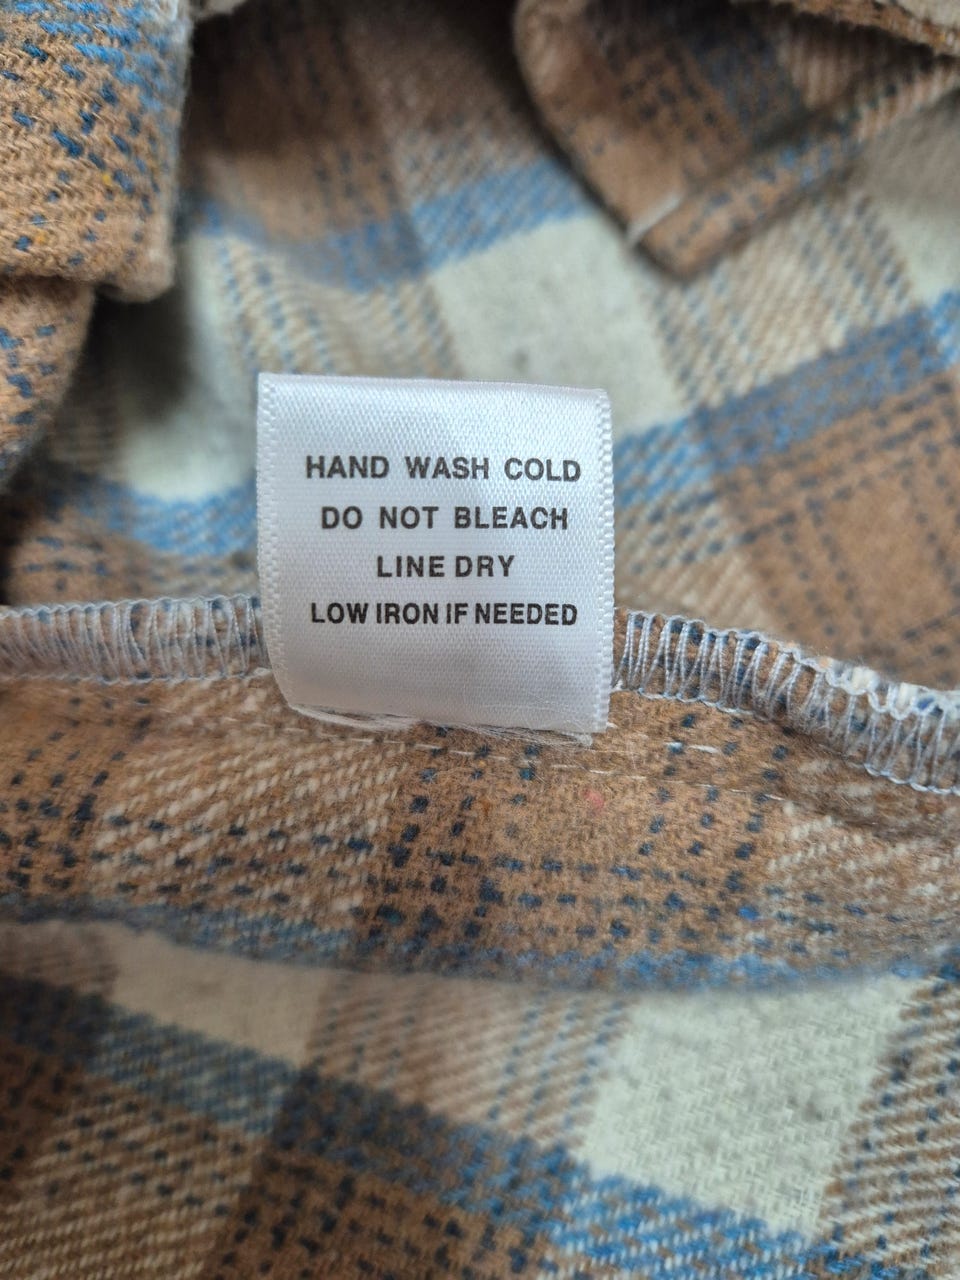 HAND WASH COLD
DO NOT BLEACH
LINE DRY
LOW IRON IF NEEDED